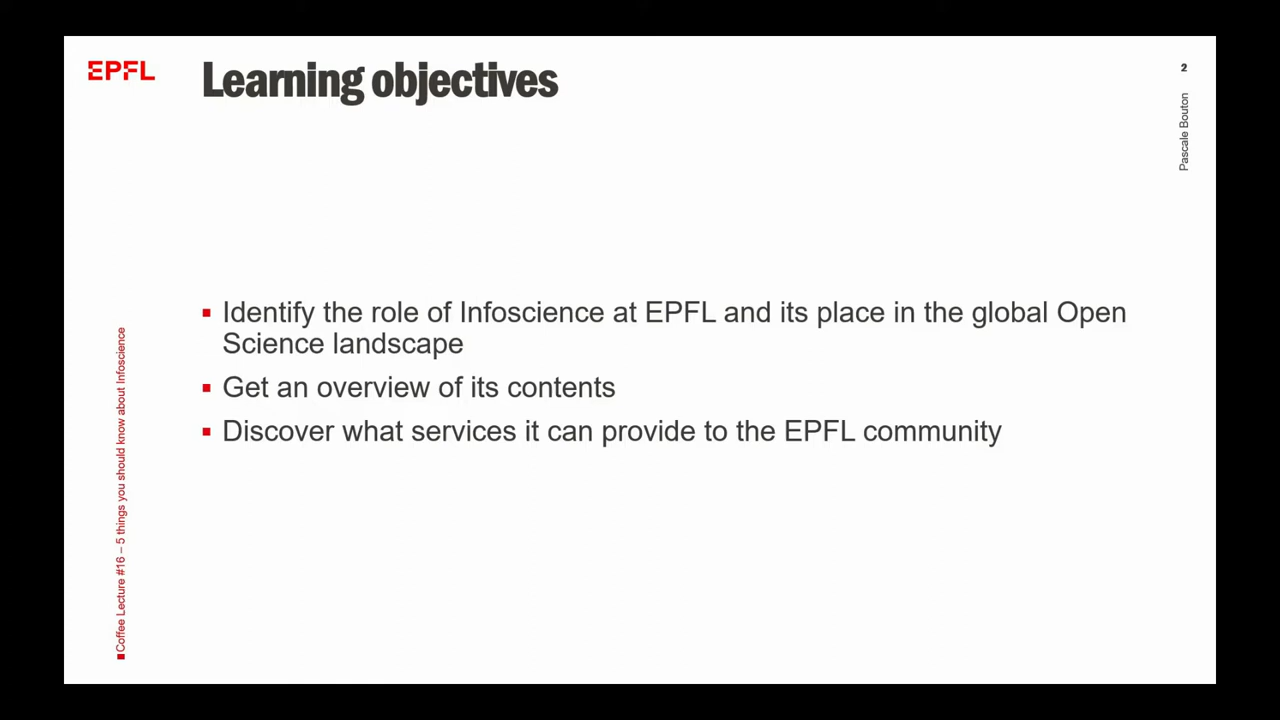 EPFL
Learning objectives
2
Pascale Bouton
▪ Identify the role of Infoscience at EPFL and its place in the global Open
Science landscape
▪ Get an overview of its contents
▪ Discover what services it can provide to the EPFL community
▪Coffee Lecture #16 – 5 things you should know about Infoscience